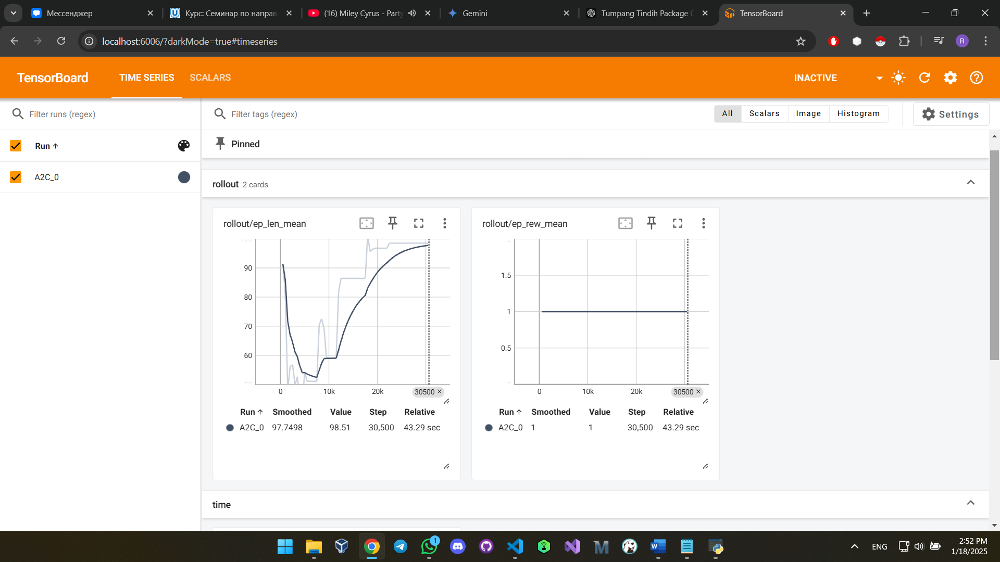 Мессенджер
Курс: Семинар по направ
(16) Miley Cyrus - Party
Gemini
Tumpang Tindih Package C
TensorBoard
localhost:6006/?darkMode=true#timeseries
R
TensorBoard
TIME SERIES
SCALARS
INACTIVE
Filter runs (regex)
Filter tags (regex)
All
Scalars
Image
Histogram
Settings
Run
A2C_0
Pinned
rollout 2 cards
rollout/ep_len_mean
90
80
70
60
0
10k
20k
30500
Run Smoothed Value Step Relative
A2C_0 97.7498 98.51 30,500 43.29 sec
rollout/ep_rew_mean
1.5
1
0.5
0
10k
20k
30500
Run Smoothed Value Step Relative
A2C_0 1 1 30,500 43.29 sec
time
1
ENG
2:52 PM
1/18/2025